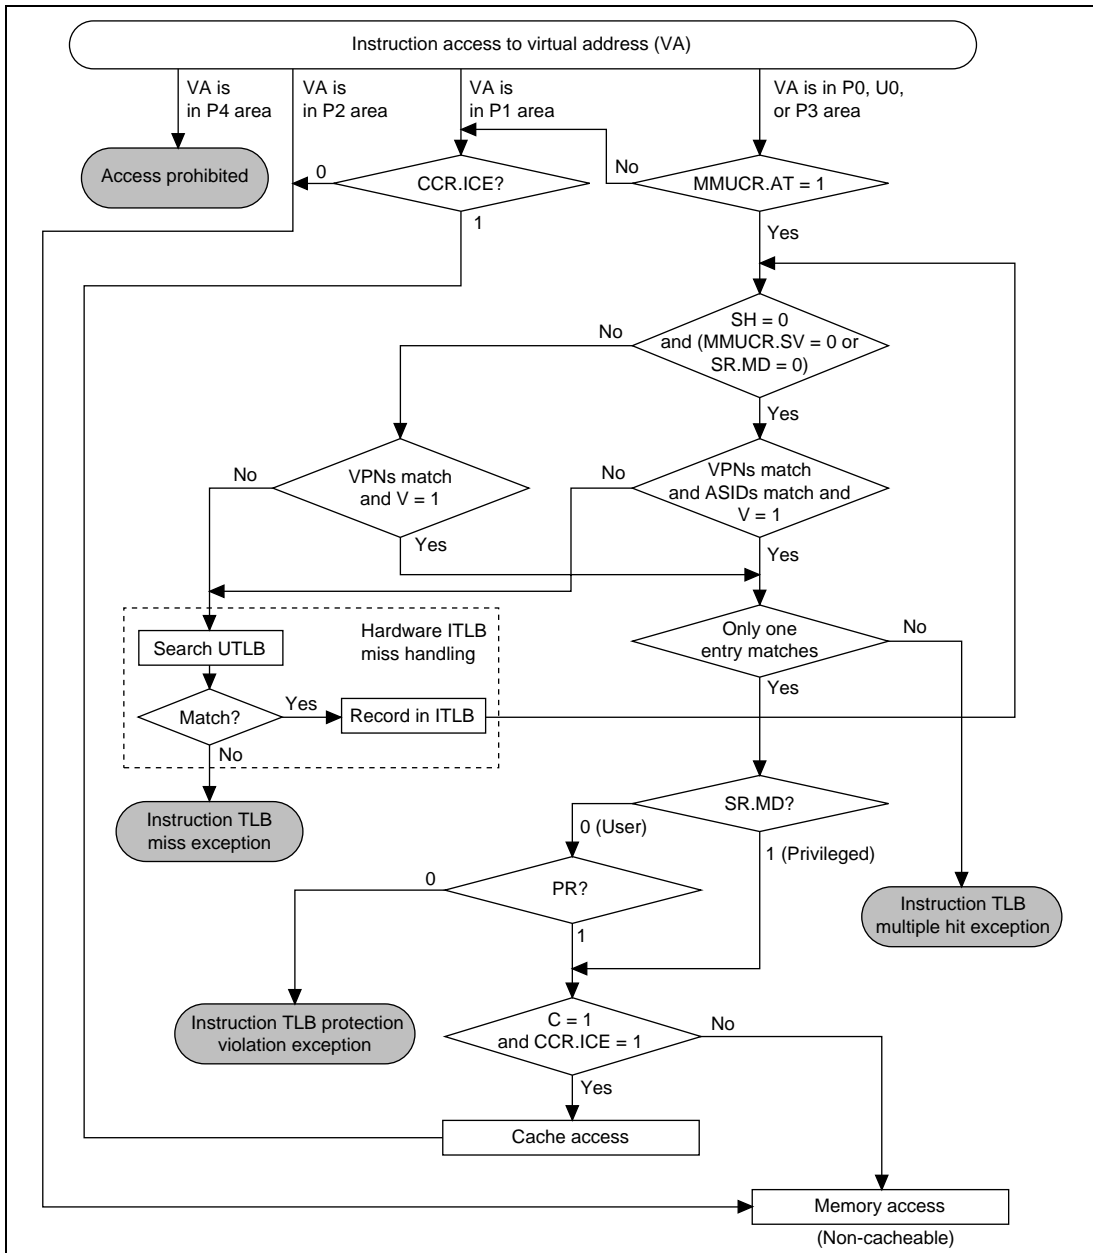 Instruction access to virtual address (VA)
VA is
in P4 area
VA is
in P2 area
VA is
in P1 area
VA is in P0, U0,
or P3 area
Access prohibited
0
CCR.ICE?
No
MMUCR.AT = 1
1
Yes
No
SH = 0
and (MMUCR.SV = 0 or
SR.MD = 0)
Yes
No
VPNs match
and V = 1
No
VPNs match
and ASIDs match and
V = 1
Yes
Yes
Hardware ITLB
miss handling
Search UTLB
Only one
entry matches
No
Yes
Match?
Yes
Record in ITLB
No
Instruction TLB
miss exception
SR.MD?
0 (User)
1 (Privileged)
0
PR?
1
Instruction TLB
multiple hit exception
Instruction TLB protection
violation exception
C = 1
and CCR.ICE = 1
No
Yes
Cache access
Memory access
(Non-cacheable)